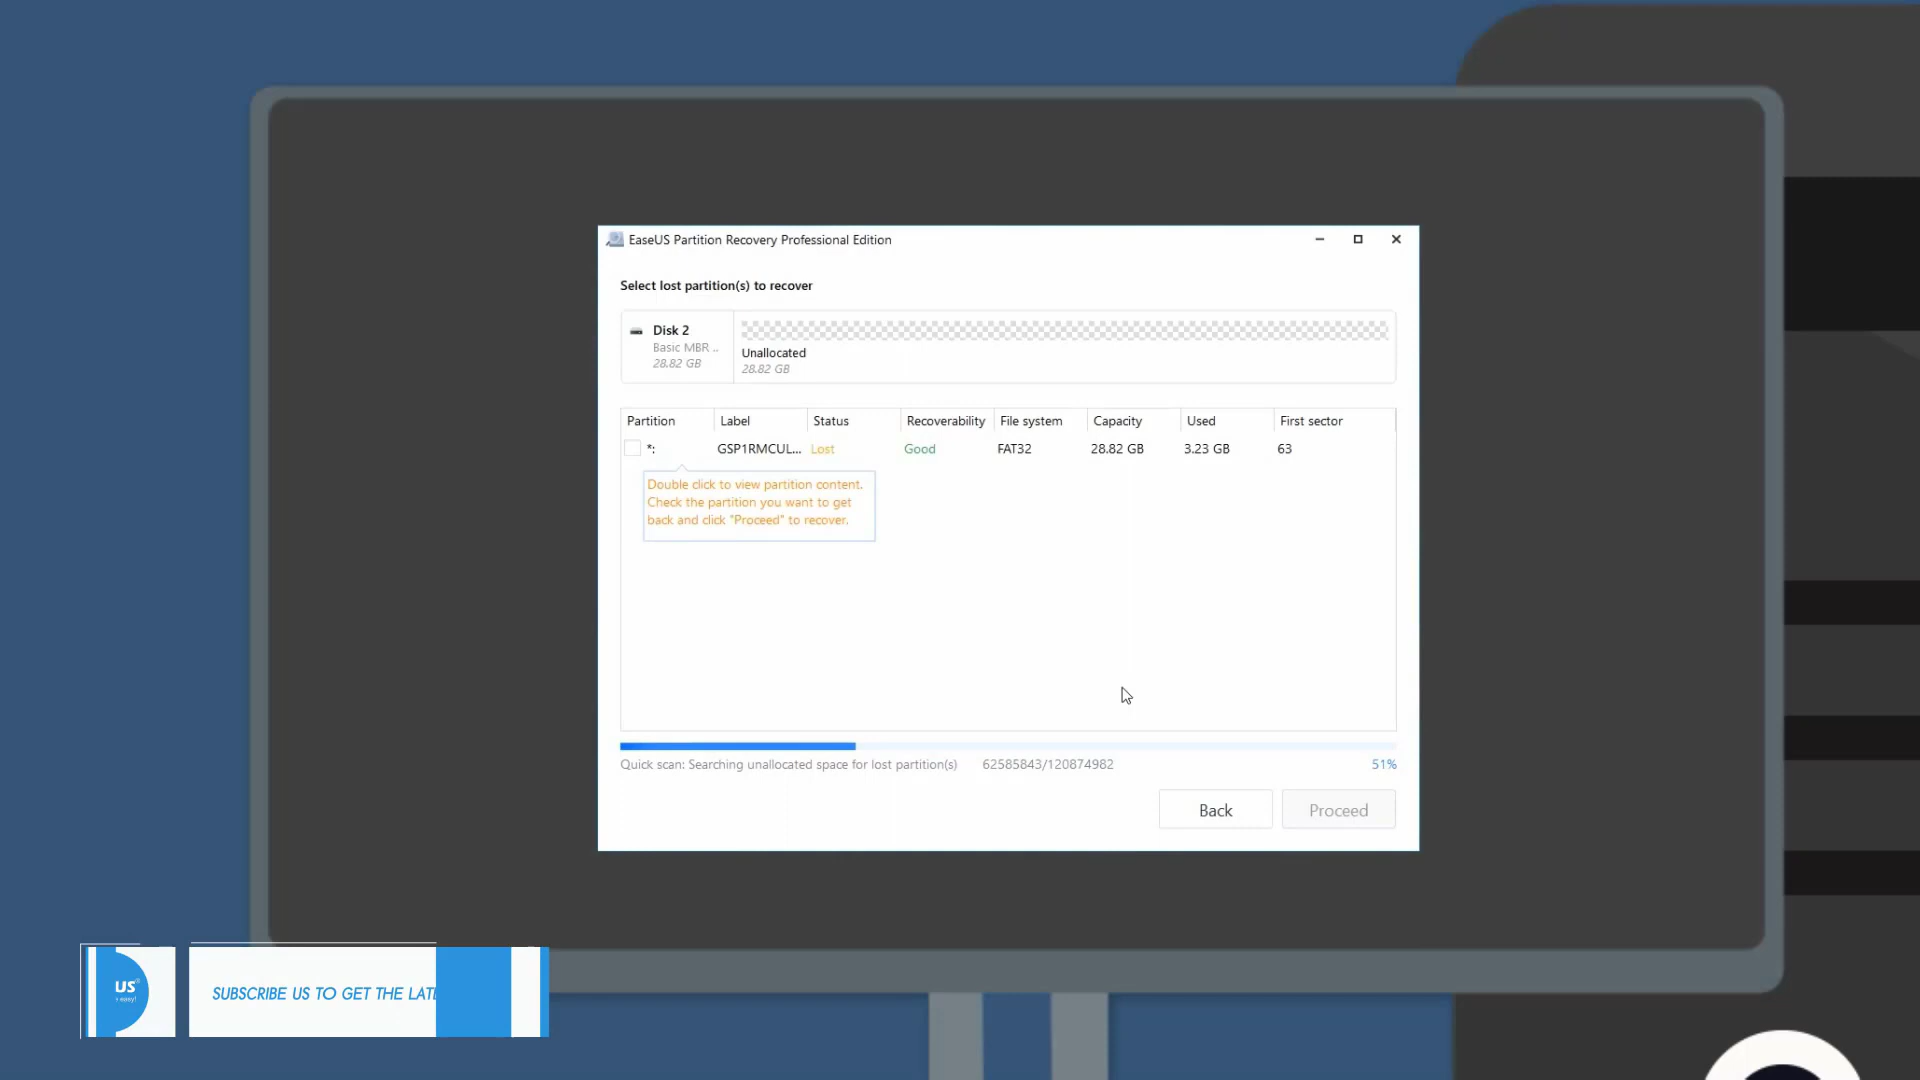 EaseUS Partition Recovery Professional Edition
Select lost partition(s) to recover
Disk 2
Basic MBR ..
28.82 GB
Unallocated
28.82 GB
Partition Label Status Recoverability File system Capacity Used First sector
*: GSP1RMCUL... Lost Good FAT32 28.82 GB 3.23 GB 63
Double click to view partition content.
Check the partition you want to get
back and click "Proceed" to recover.
Quick scan: Searching unallocated space for lost partition(s) 62585843/120874982 51%
Back Proceed
US
easy!
SUBSCRIBE US TO GET THE LATE